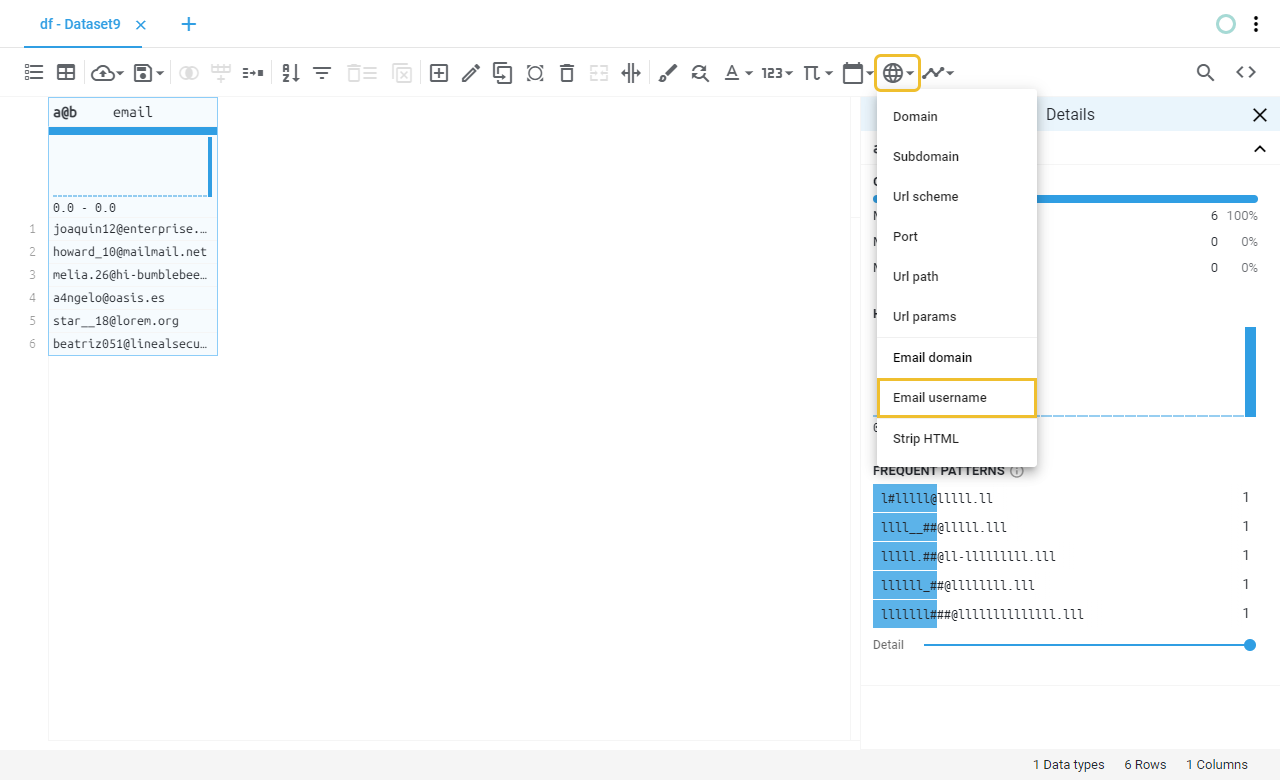 df - Dataset9
123
a@b email
Details
0.0 - 0.0
1 joaquin12@enterprise.…
2 howard_10@mailmail.net
3 melia.26@hi-bumblebee…
4 a4ngelo@oasis.es
5 star__18@lorem.org
6 beatriz051@linealsecu…
Domain
Subdomain
Url scheme
Port
Url path
Url params
Email domain
Email username
Strip HTML
6 100%
0 0%
0 0%
FREQUENT PATTERNS
l#lllll@lllll.ll 1
llll__##@lllll.lll 1
lllll.##@ll-lllllllll.lll 1
llllll_##@llllllll.lll 1
lllllll###@llllllllllllll.lll 1
Detail
1 Data types 6 Rows 1 Columns